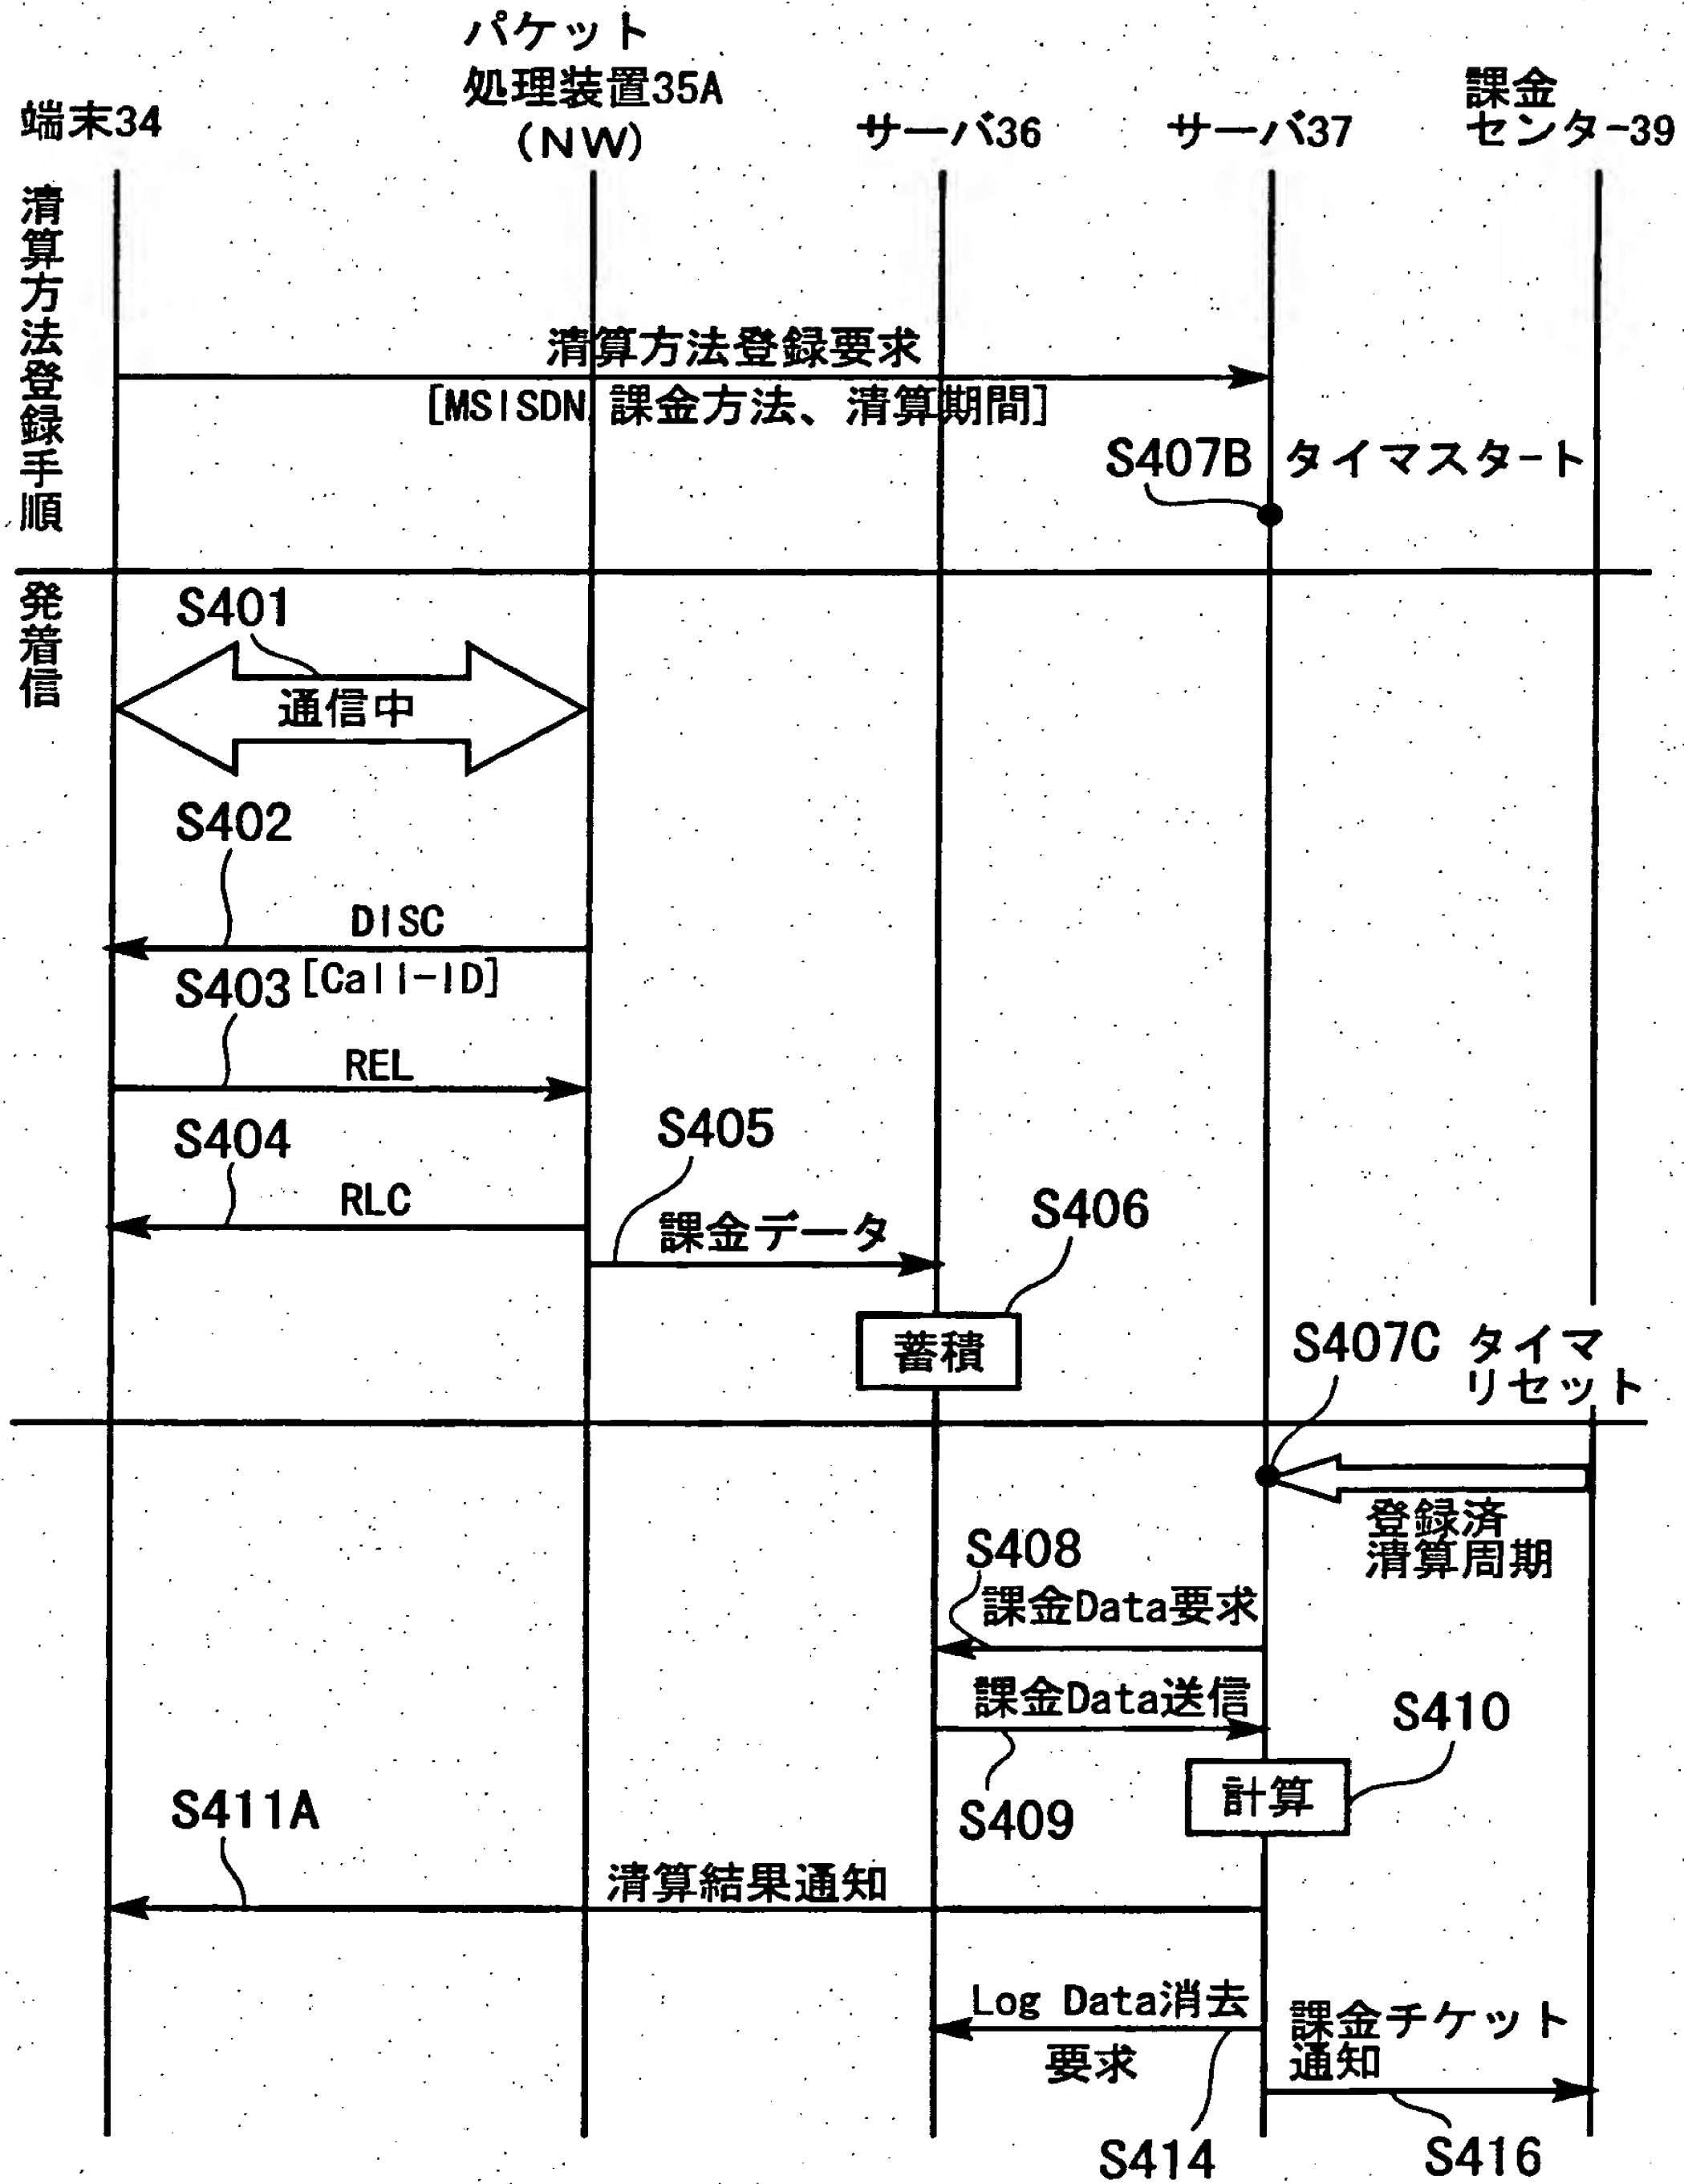 パケット
処理装置35A
(NW)
端末34
サーバ36
サーバ37
課金
センター39
清算方法登録手順
清算方法登録要求
[MSISDN 課金方法、清算期間]
S407B タイマスタート
発着信
S401
通信中
S402
DISC
[Call-ID]
S403
REL
S404
RLC
S405
課金データ
S406
蓄積
S407C タイマ
リセット
登録済
清算周期
S408
課金Data要求
課金Data送信
S409
S410
計算
S411A
清算結果通知
Log Data消去
要求
課金チケット
通知
S414
S416